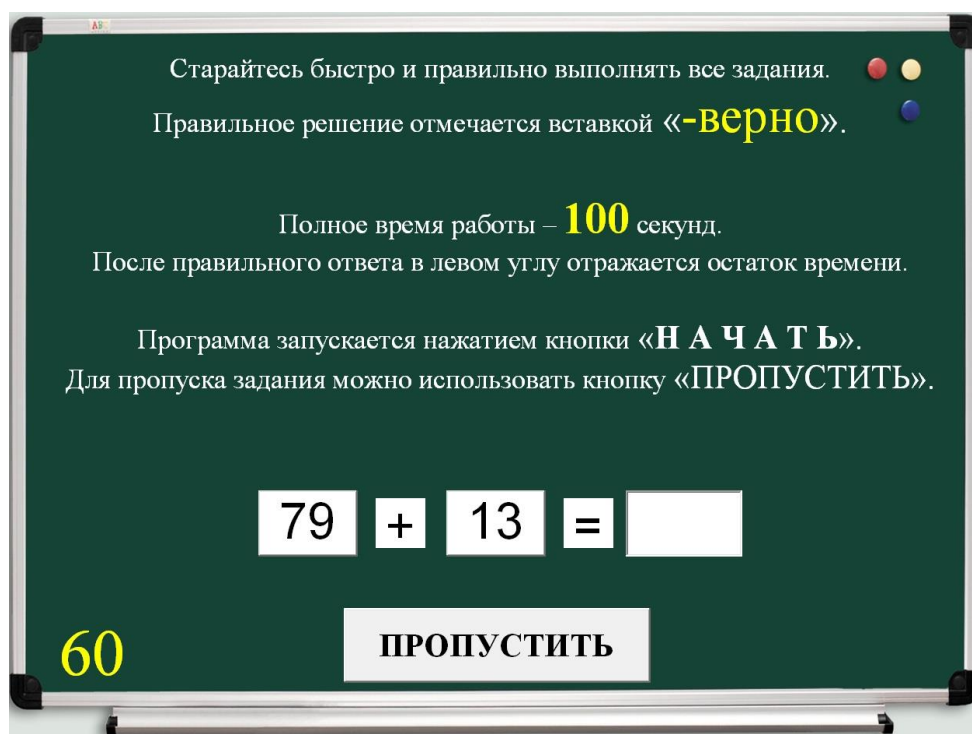 ABC
Старайтесь быстро и правильно выполнять все задания.
Правильное решение отмечается вставкой «-верно».
Полное время работы – 100 секунд.
После правильного ответа в левом углу отражается остаток времени.
Программа запускается нажатием кнопки «Н А Ч А Т Ь».
Для пропуска задания можно использовать кнопку «ПРОПУСТИТЬ».
79 + 13 =
60
ПРОПУСТИТЬ